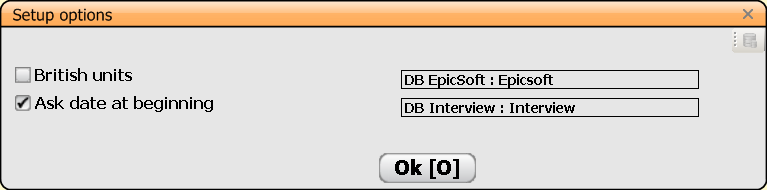 Setup options
British units
DB EpicSoft : Epicsoft
Ask date at beginning
DB Interview : Interview
Ok [O]